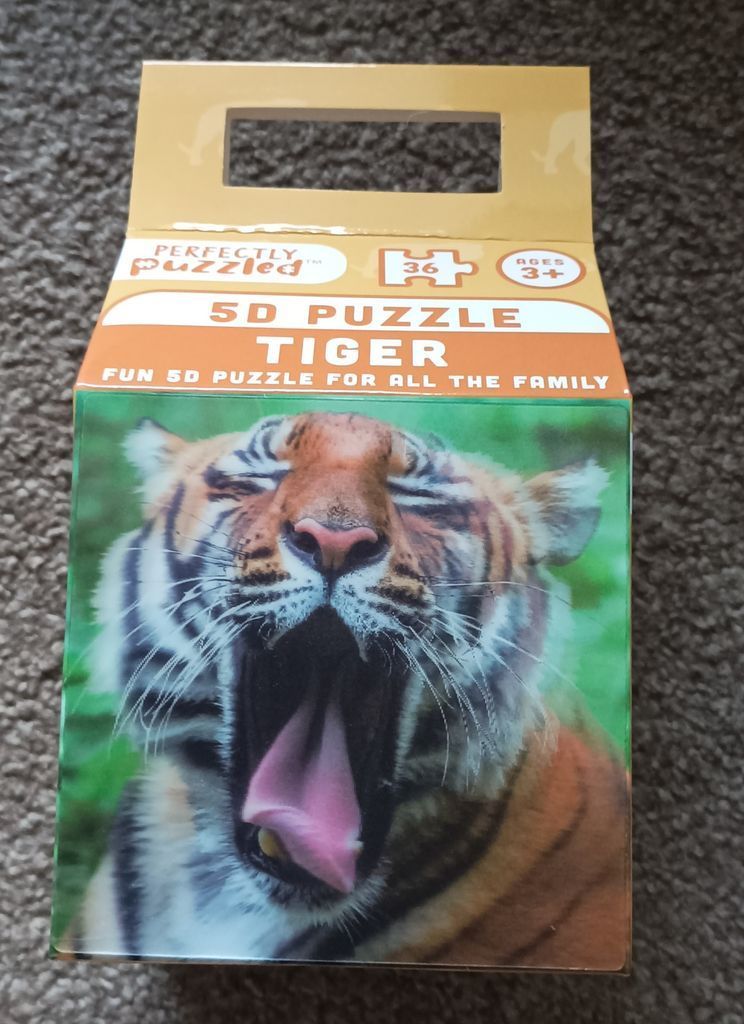 PERFECTLY
puzzled™
36
AGES
3+
5D PUZZLE
TIGER
FUN 5D PUZZLE FOR ALL THE FAMILY